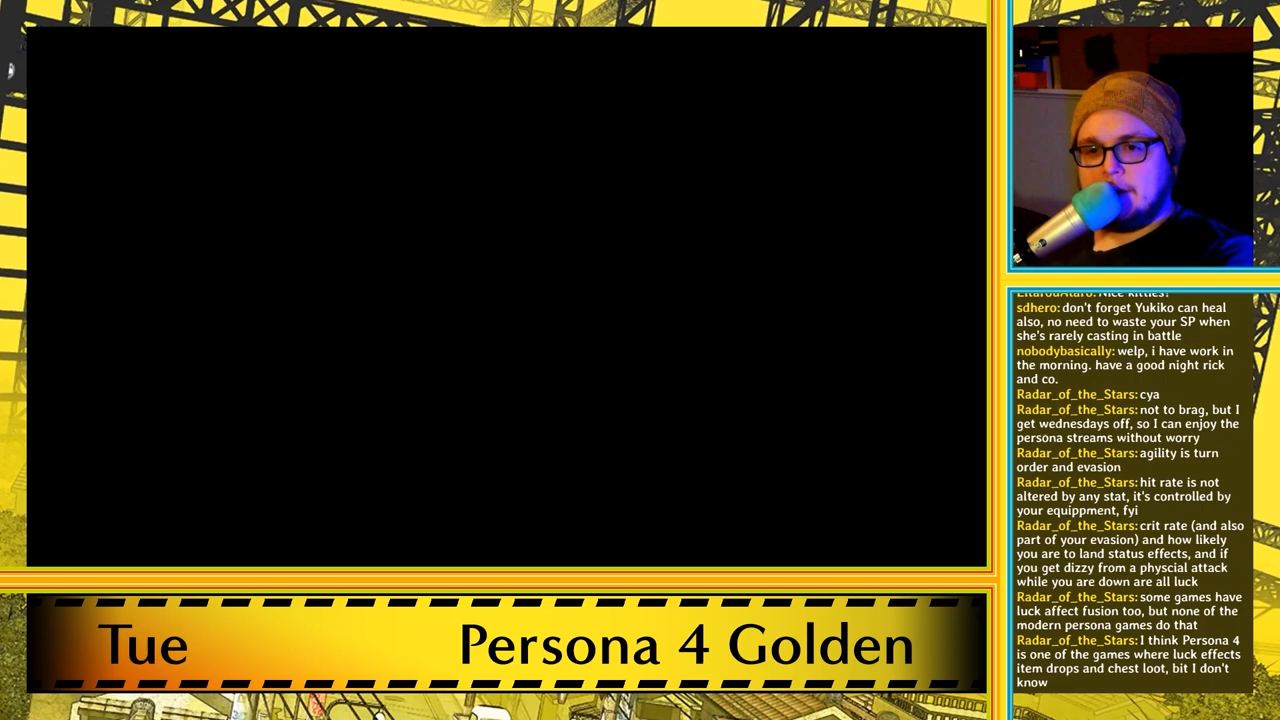 Tue
Persona 4 Golden
Nice kitties!
sdhero: don't forget Yukiko can heal
also, no need to waste your SP when
she's rarely casting in battle
nobodybasically: welp, i have work in
the morning. have a good night rick
and co.
Radar_of_the_Stars: cya
Radar_of_the_Stars: not to brag, but I
get wednesdays off, so I can enjoy the
persona streams without worry
Radar_of_the_Stars: agility is turn
order and evasion
Radar_of_the_Stars: hit rate is not
altered by any stat, it's controlled by
your equippment, fyi
Radar_of_the_Stars: crit rate (and also
part of your evasion) and how likely
you are to land status effects, and if
you get dizzy from a physcial attack
while you are down are all luck
Radar_of_the_Stars: some games have
luck affect fusion too, but none of the
modern persona games do that
Radar_of_the_Stars: I think Persona 4
is one of the games where luck effects
item drops and chest loot, bit I don't
know